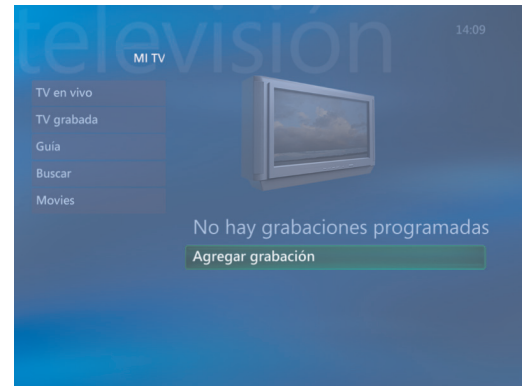 televisión
14:09
MI TV
TV en vivo
TV grabada
Guía
Buscar
Movies
No hay grabaciones programadas
Agregar grabación